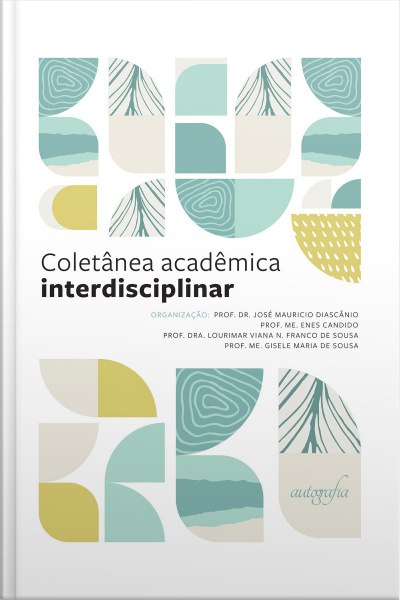 Coletânea acadêmica
interdisciplinar
ORGANIZAÇÃO: PROF. DR. JOSÉ MAURICIO DIASCÂNIO
PROF. ME. ENES CANDIDO
PROF. DRA. LOURIMAR VIANA N. FRANCO DE SOUSA
PROF. ME. GISELE MARIA DE SOUSA
autografia